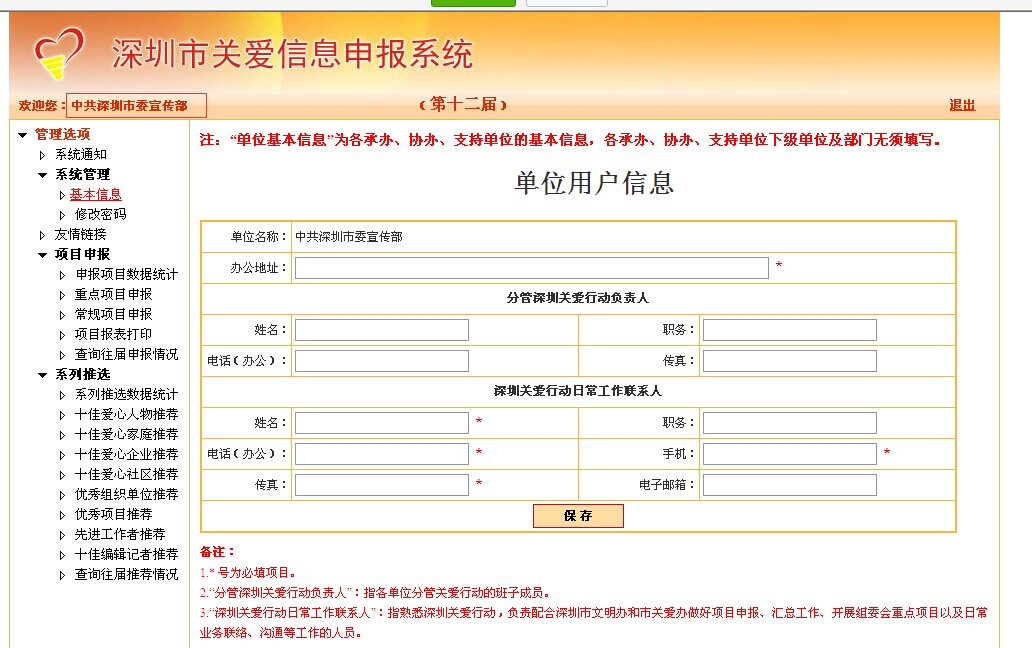 深圳市关爱信息申报系统
欢迎您：中共深圳市委宣传部
（第十二届）
退出
管理选项
系统通知
系统管理
基本信息
修改密码
友情链接
项目申报
申报项目数据统计
重点项目申报
常规项目申报
项目报表打印
查询往届申报情况
系列推选
系列推选数据统计
十佳爱心人物推荐
十佳爱心家庭推荐
十佳爱心企业推荐
十佳爱心社区推荐
优秀组织单位推荐
优秀项目推荐
先进工作者推荐
十佳编辑记者推荐
查询往届推荐情况
注：“单位基本信息”为各承办、协办、支持单位的基本信息，各承办、协办、支持单位下级单位及部门无须填写。
单位用户信息
单位名称： 中共深圳市委宣传部
办公地址： *
分管深圳关爱行动负责人
姓名： 职务：
电话（办公）： 传真：
深圳关爱行动日常工作联系人
姓名： * 职务：
电话（办公）： * 手机： *
传真： * 电子邮箱：
保存
备注：
1.* 号为必填项目。
2.“分管深圳关爱行动负责人”：指各单位分管关爱行动的班子成员。
3.“深圳关爱行动日常工作联系人”：指熟悉深圳关爱行动，负责配合深圳市文明办和市关爱办做好项目申报、汇总工作、开展组委会重点项目以及日常
业务联络、沟通等工作的人员。